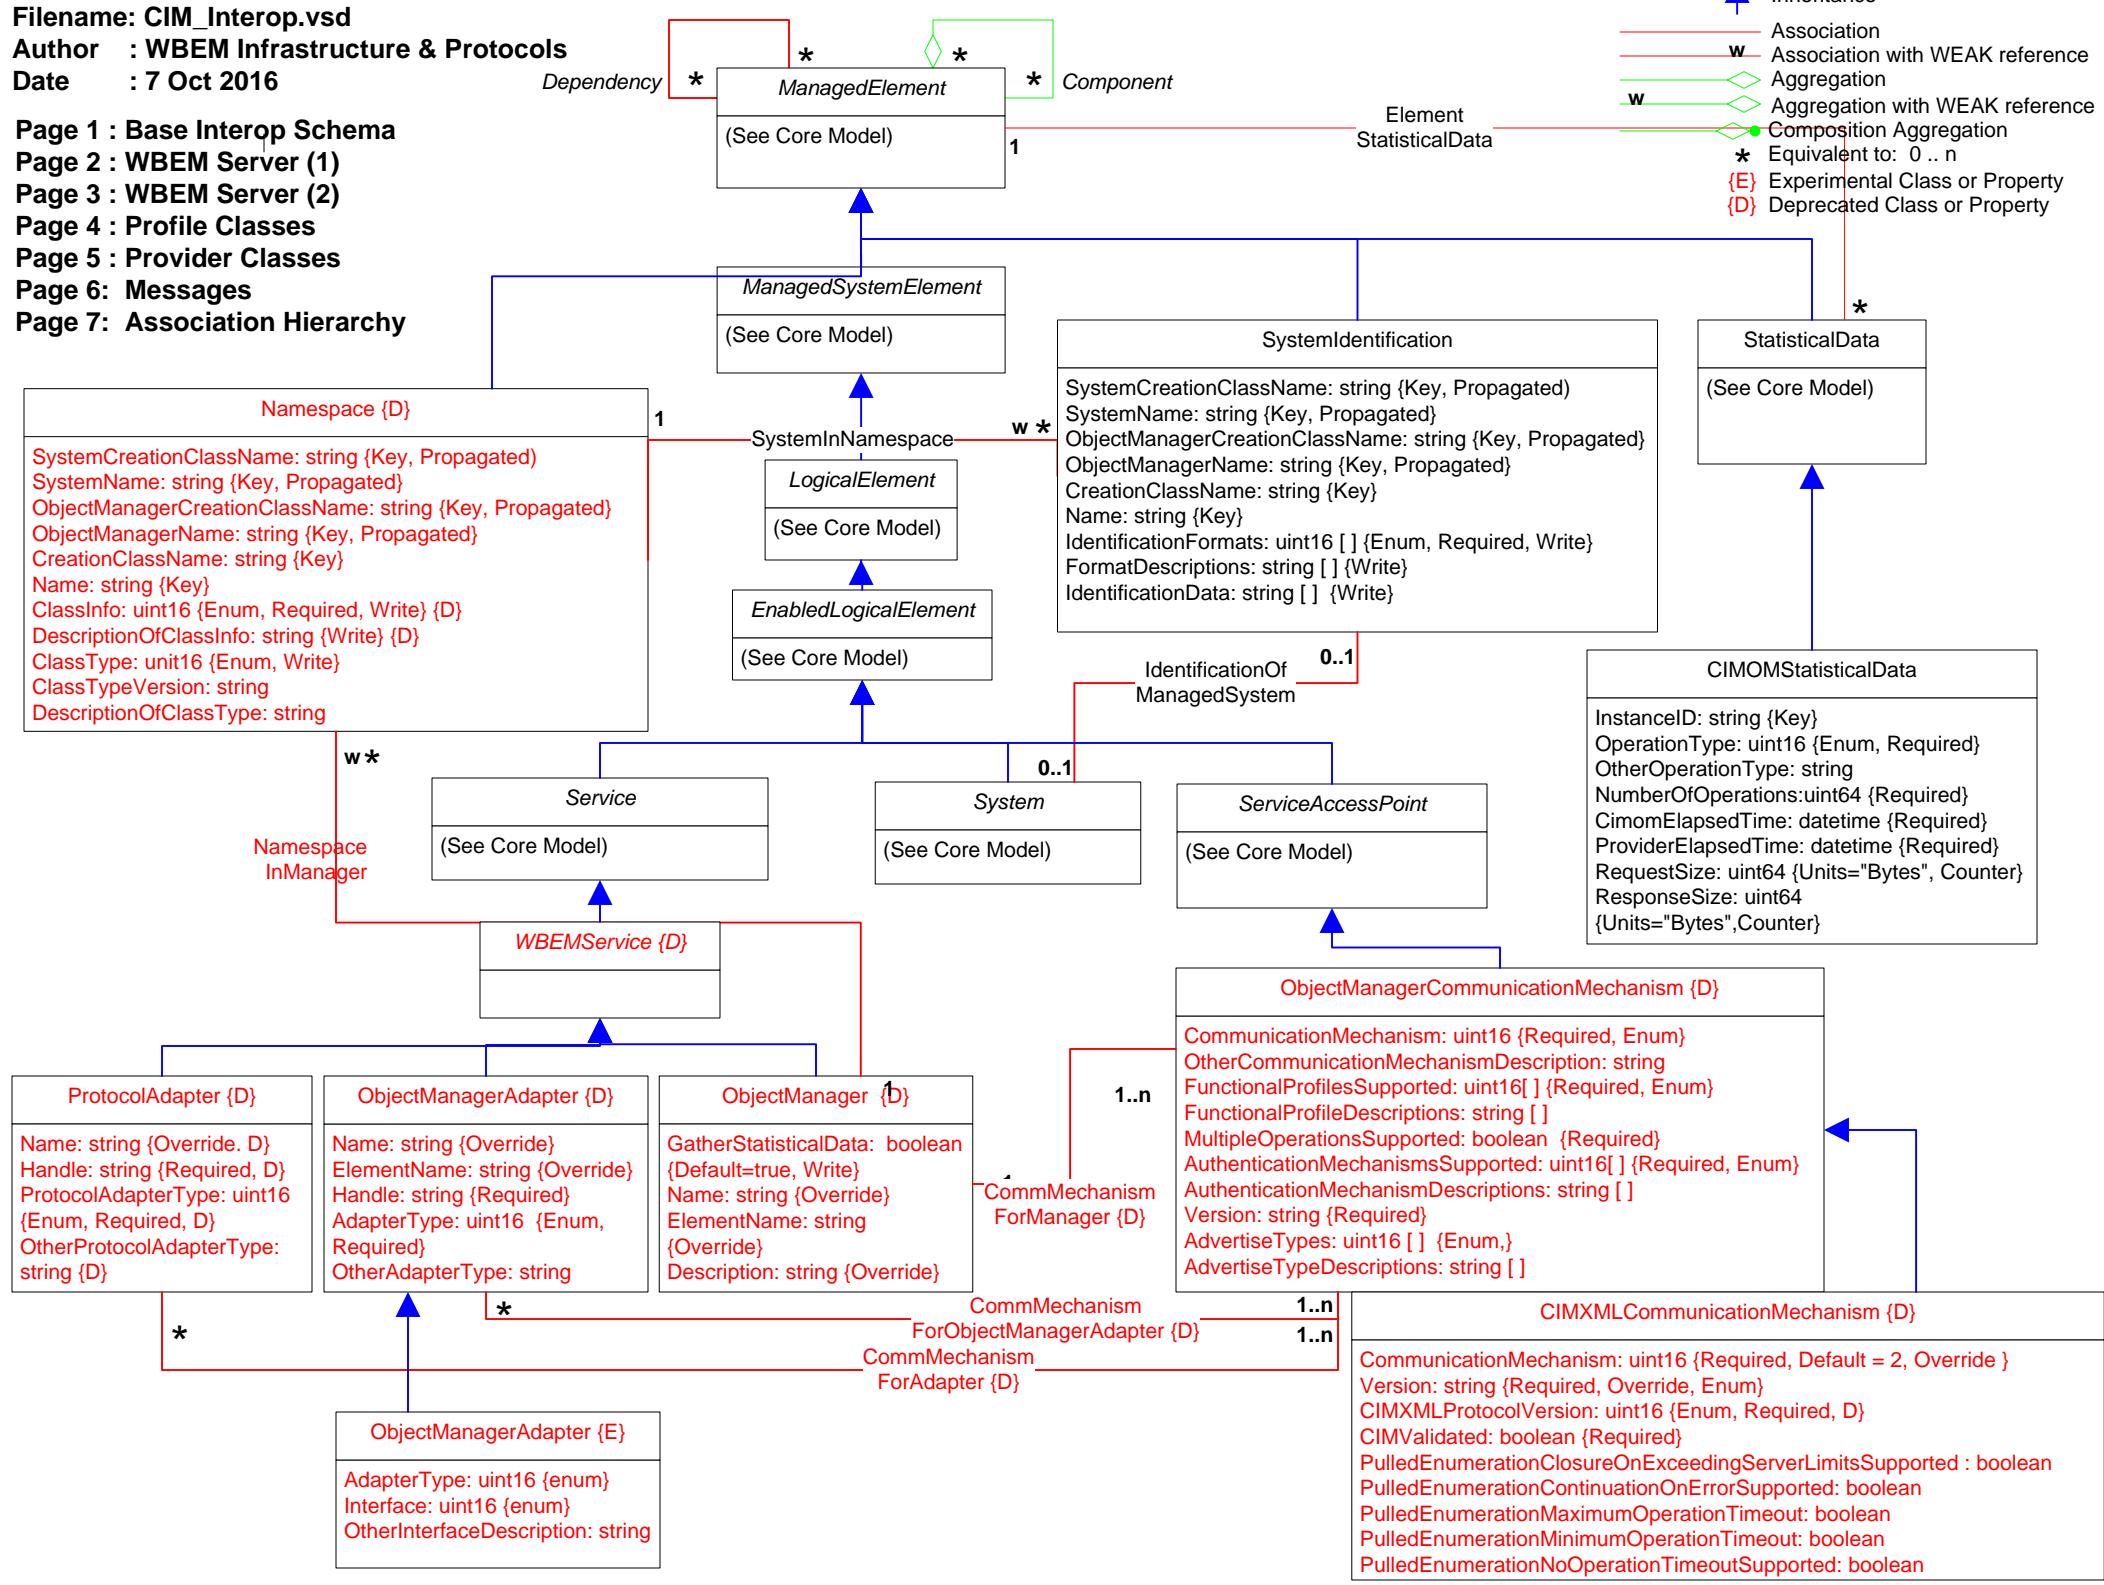 Filename: CIM_Interop.vsd
Author : WBEM Infrastructure & Protocols
Date : 7 Oct 2016
Page 1 : Base Interop Schema
Page 2 : WBEM Server (1)
Page 3 : WBEM Server (2)
Page 4 : Profile Classes
Page 5 : Provider Classes
Page 6: Messages
Page 7: Association Hierarchy
Inheritance
Association
w Association with WEAK reference
Aggregation
w Aggregation with WEAK reference
Composition Aggregation
* Equivalent to: 0 .. n
{E} Experimental Class or Property
{D} Deprecated Class or Property
Dependency
*
*
*
*
Component
ManagedElement
(See Core Model)
1
Element
StatisticalData
*
ManagedSystemElement
(See Core Model)
SystemIdentification
SystemCreationClassName: string {Key, Propagated)
SystemName: string {Key, Propagated}
ObjectManagerCreationClassName: string {Key, Propagated}
ObjectManagerName: string {Key, Propagated}
CreationClassName: string {Key}
Name: string {Key}
IdentificationFormats: uint16 [ ] {Enum, Required, Write}
FormatDescriptions: string [ ] {Write}
IdentificationData: string [ ] {Write}
StatisticalData
(See Core Model)
Namespace {D}
SystemCreationClassName: string {Key, Propagated)
SystemName: string {Key, Propagated}
ObjectManagerCreationClassName: string {Key, Propagated}
ObjectManagerName: string {Key, Propagated}
CreationClassName: string {Key}
Name: string {Key}
ClassInfo: uint16 {Enum, Required, Write} {D}
DescriptionOfClassInfo: string {Write} {D}
ClassType: unit16 {Enum, Write}
ClassTypeVersion: string
DescriptionOfClassType: string
1
SystemInNamespace
w *
LogicalElement
(See Core Model)
EnabledLogicalElement
(See Core Model)
IdentificationOf
ManagedSystem
0..1
0..1
CIMOMStatisticalData
InstanceID: string {Key}
OperationType: uint16 {Enum, Required}
OtherOperationType: string
NumberOfOperations:uint64 {Required}
CimomElapsedTime: datetime {Required}
ProviderElapsedTime: datetime {Required}
RequestSize: uint64 {Units="Bytes", Counter}
ResponseSize: uint64
{Units="Bytes",Counter}
w *
Namespace
InManager
Service
(See Core Model)
System
(See Core Model)
ServiceAccessPoint
(See Core Model)
WBEMService {D}
ObjectManagerCommunicationMechanism {D}
CommunicationMechanism: uint16 {Required, Enum}
OtherCommunicationMechanismDescription: string
FunctionalProfilesSupported: uint16[ ] {Required, Enum}
FunctionalProfileDescriptions: string [ ]
MultipleOperationsSupported: boolean {Required}
AuthenticationMechanismsSupported: uint16[ ] {Required, Enum}
AuthenticationMechanismDescriptions: string [ ]
Version: string {Required}
AdvertiseTypes: uint16 [ ] {Enum,}
AdvertiseTypeDescriptions: string [ ]
ProtocolAdapter {D}
Name: string {Override. D}
Handle: string {Required, D}
ProtocolAdapterType: uint16
{Enum, Required, D}
OtherProtocolAdapterType:
string {D}
ObjectManagerAdapter {D}
Name: string {Override}
ElementName: string {Override}
Handle: string {Required}
AdapterType: uint16 {Enum,
Required}
OtherAdapterType: string
1
ObjectManager {D}
GatherStatisticalData: boolean
{Default=true, Write}
Name: string {Override}
ElementName: string
{Override}
Description: string {Override}
1..n
CommMechanism
ForManager {D}
*
CommMechanism
ForObjectManagerAdapter {D}
1..n
*
CommMechanism
ForAdapter {D}
1..n
ObjectManagerAdapter {E}
AdapterType: uint16 {enum}
Interface: uint16 {enum}
OtherInterfaceDescription: string
CIMXMLCommunicationMechanism {D}
CommunicationMechanism: uint16 {Required, Default = 2, Override }
Version: string {Required, Override, Enum}
CIMXMLProtocolVersion: uint16 {Enum, Required, D}
CIMValidated: boolean {Required}
PulledEnumerationClosureOnExceedingServerLimitsSupported : boolean
PulledEnumerationContinuationOnErrorSupported: boolean
PulledEnumerationMaximumOperationTimeout: boolean
PulledEnumerationMinimumOperationTimeout: boolean
PulledEnumerationNoOperationTimeoutSupported: boolean